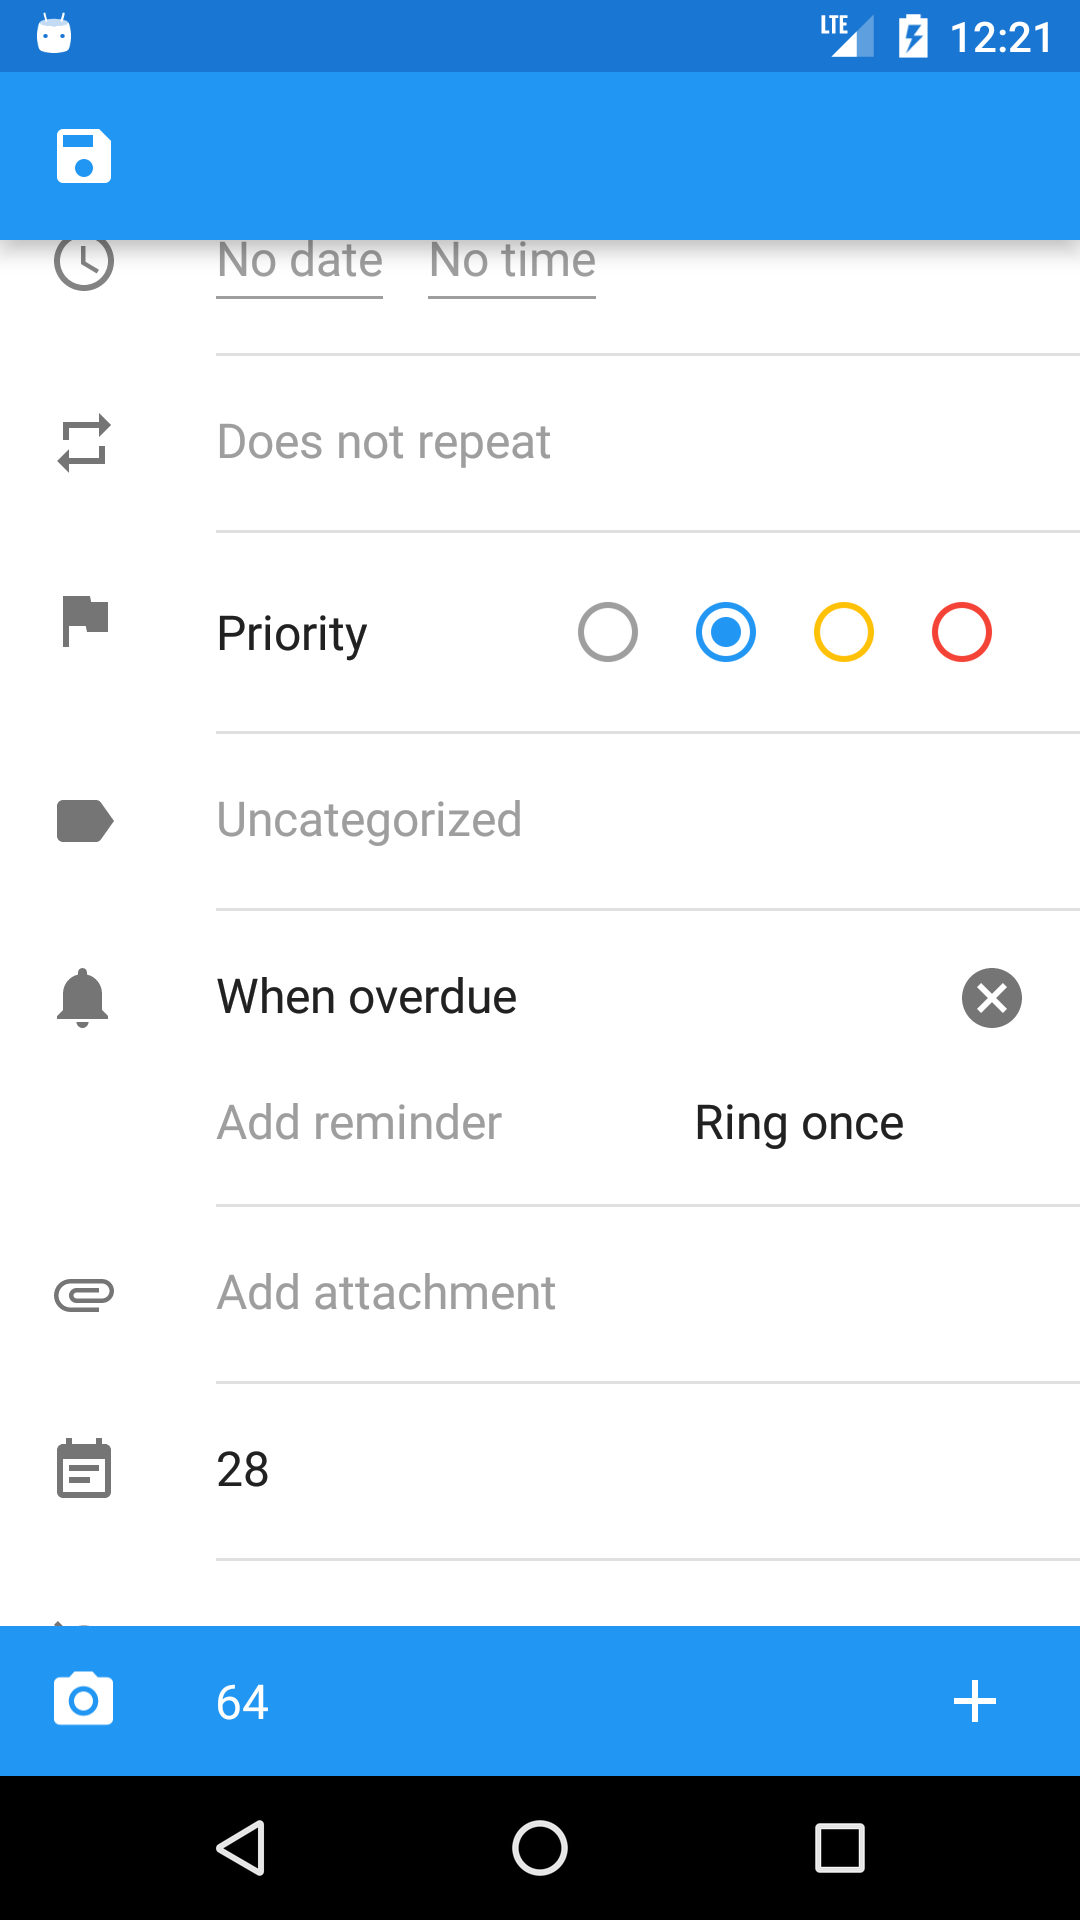 LTE 12:21
No date No time
Does not repeat
Priority
Uncategorized
When overdue
Add reminder Ring once
Add attachment
28
64